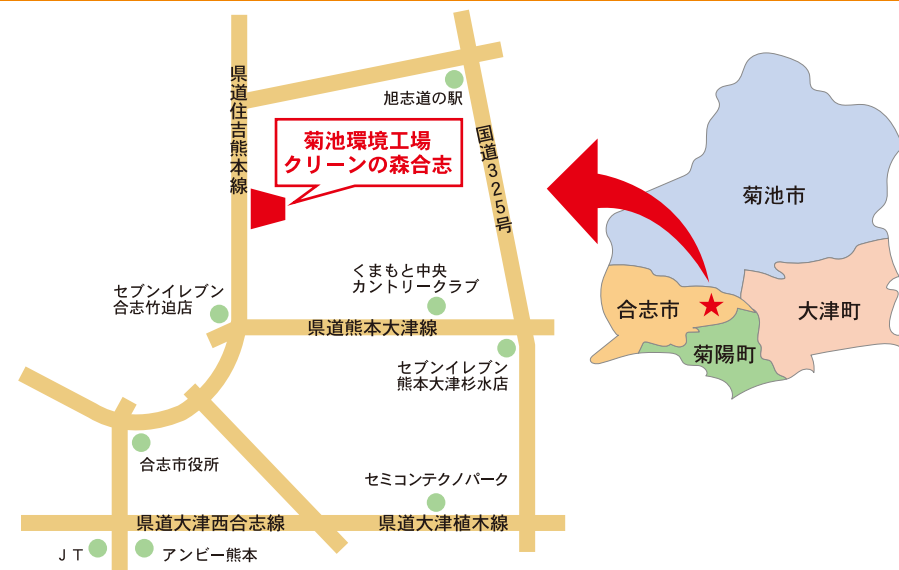 県道住吉熊本線
旭志道の駅
菊池環境工場
クリーンの森合志
国道325号
菊池市
くまもと中央
カントリークラブ
セブンイレブン
合志竹迫店
合志市
大津町
県道熊本大津線
菊陽町
セブンイレブン
熊本大津杉水店
合志市役所
セミコンテクノパーク
県道大津西合志線
県道大津植木線
JT
アンビー熊本